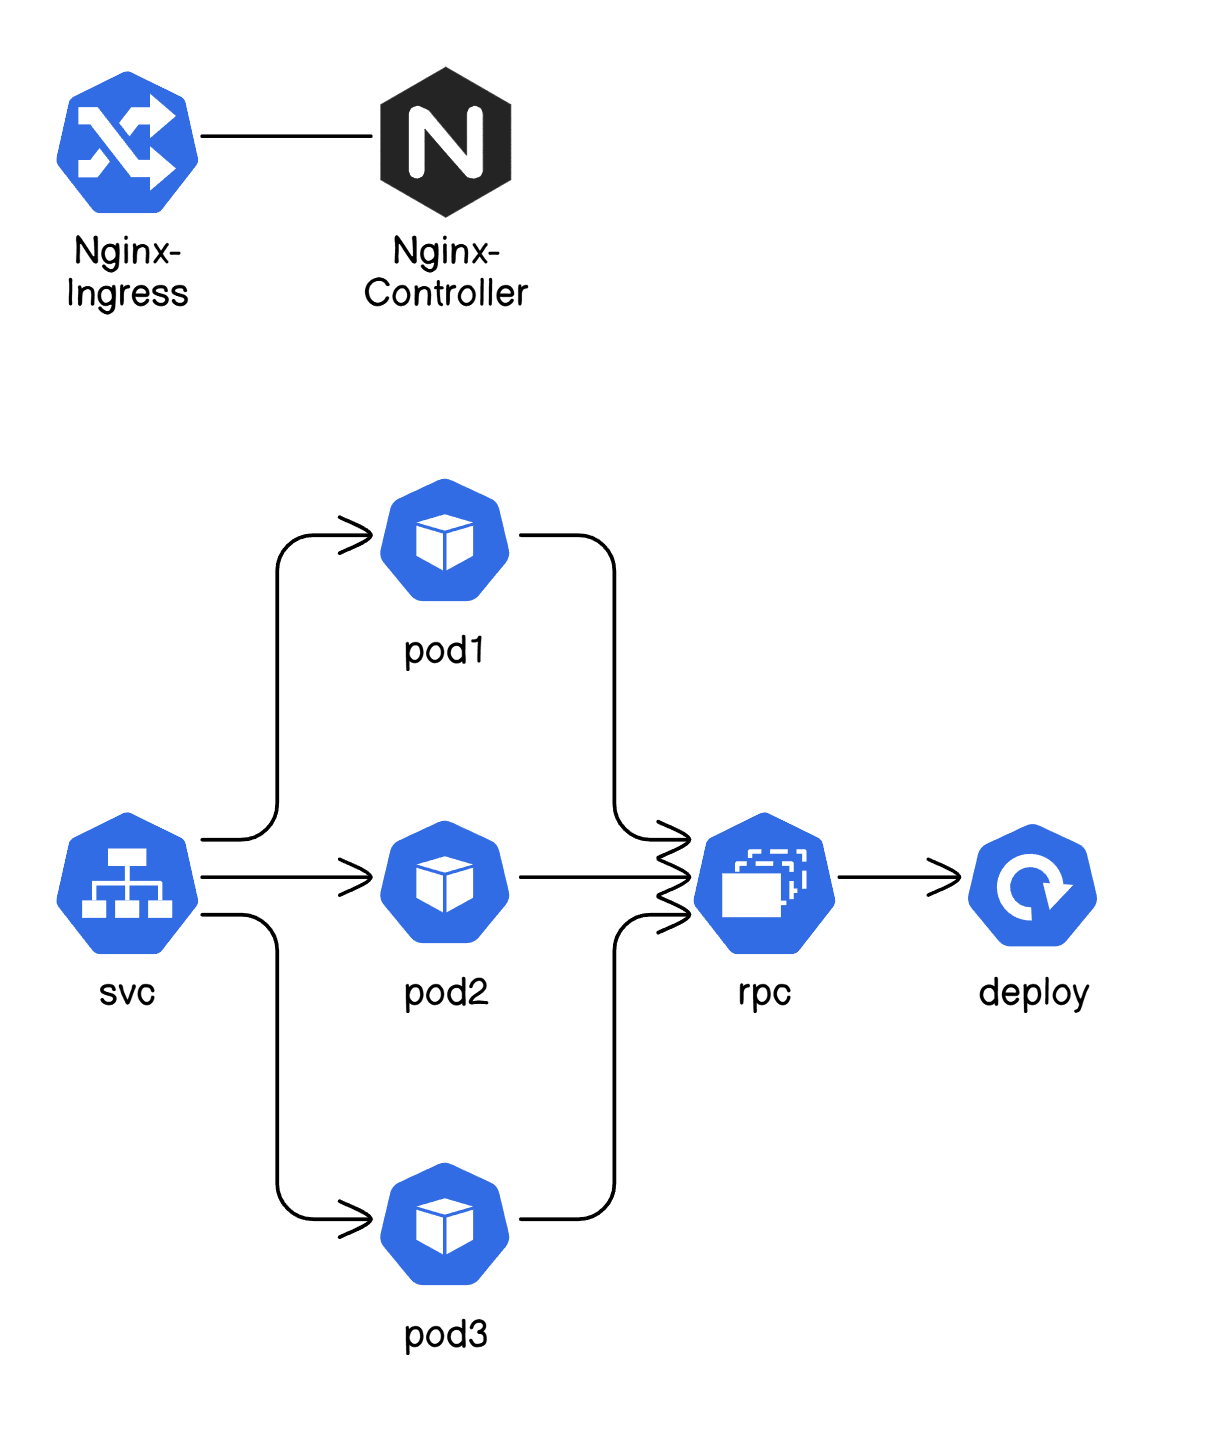 Nginx-
Ingress
Nginx-
Controller
pod1
svc
pod2
rpc
deploy
pod3